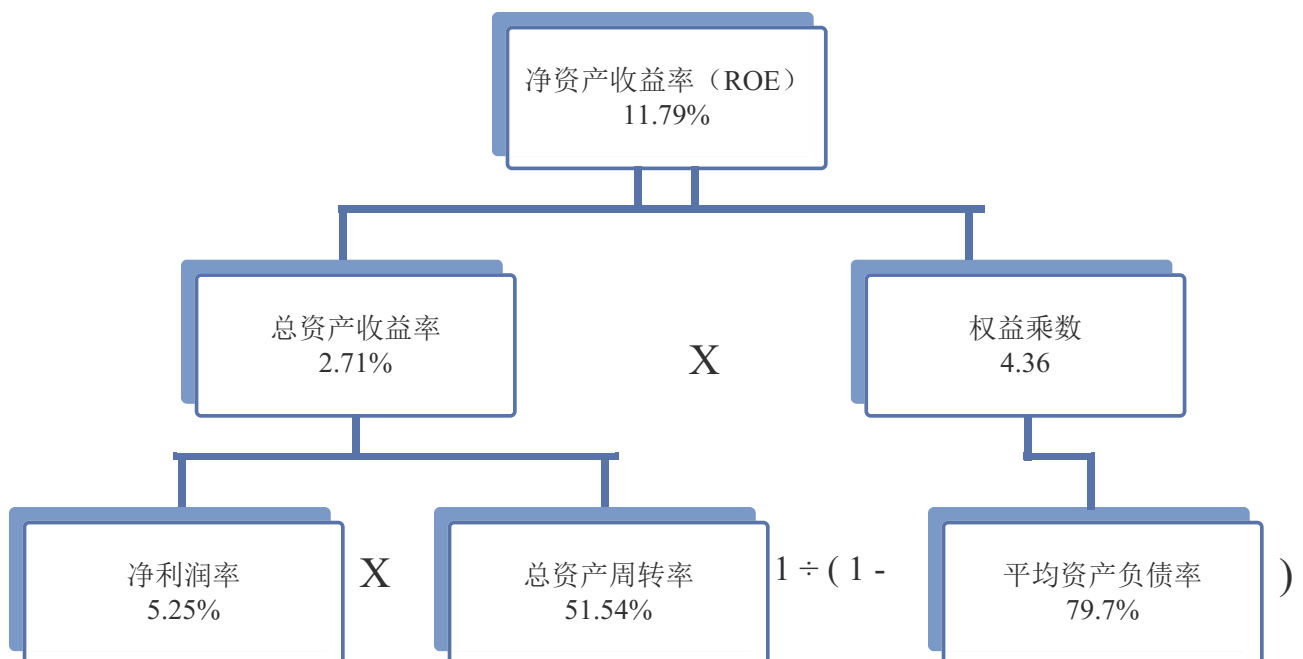 净资产收益率（ROE）
11.79%
总资产收益率
2.71%
X
权益乘数
4.36
净利润率
5.25%
X
总资产周转率
51.54%
1 ÷ ( 1 -
平均资产负债率
79.7%
)